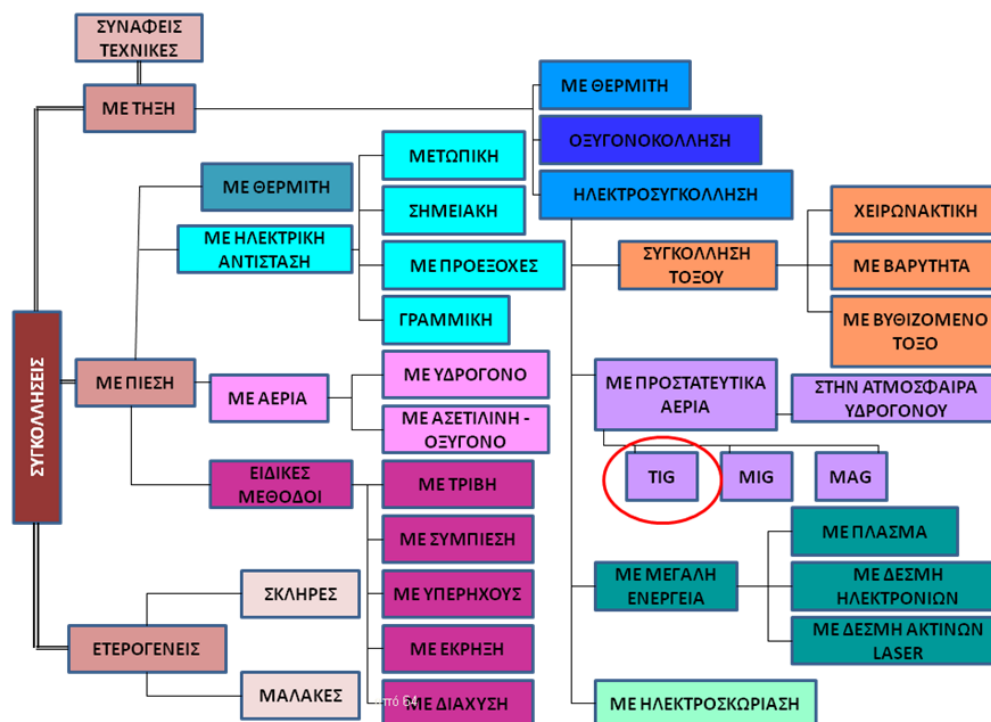 ΣΥΝΑΦΕΙΣ
ΤΕΧΝΙΚΕΣ
ΜΕ ΤΗΞΗ
ΜΕ ΘΕΡΜΙΤΗ
ΟΞΥΓΟΝΟΚΟΛΛΗΣΗ
ΗΛΕΚΤΡΟΣΥΓΚΟΛΛΗΣΗ
ΜΕ ΘΕΡΜΙΤΗ
ΜΕ ΗΛΕΚΤΡΙΚΗ
ΑΝΤΙΣΤΑΣΗ
ΜΕΤΩΠΙΚΗ
ΣΗΜΕΙΑΚΗ
ΜΕ ΠΡΟΕΞΟΧΕΣ
ΓΡΑΜΜΙΚΗ
ΣΥΓΚΟΛΛΗΣΗ
ΤΟΞΟΥ
ΧΕΙΡΩΝΑΚΤΙΚΗ
ΜΕ ΒΑΡΥΤΗΤΑ
ΜΕ ΒΥΘΙΖΟΜΕΝΟ
ΤΟΞΟ
ΣΥΓΚΟΛΛΗΣΕΙΣ
ΜΕ ΠΙΕΣΗ
ΜΕ ΑΕΡΙΑ
ΜΕ ΥΔΡΟΓΟΝΟ
ΜΕ ΑΣΕΤΙΛΙΝΗ -
ΟΞΥΓΟΝΟ
ΜΕ ΠΡΟΣΤΑΤΕΥΤΙΚΑ
ΑΕΡΙΑ
ΣΤΗΝ ΑΤΜΟΣΦΑΙΡΑ
ΥΔΡΟΓΟΝΟΥ
TIG
MIG
MAG
ΕΙΔΙΚΕΣ
ΜΕΘΟΔΟΙ
ΜΕ ΤΡΙΒΗ
ΜΕ ΣΥΜΠΙΕΣΗ
ΜΕ ΥΠΕΡΗΧΟΥΣ
ΜΕ ΕΚΡΗΞΗ
ΜΕ ΔΙΑΧΥΣΗ
από 64
ΜΕ ΜΕΓΑΛΗ
ΕΝΕΡΓΕΙΑ
ΜΕ ΠΛΑΣΜΑ
ΜΕ ΔΕΣΜΗ
ΗΛΕΚΤΡΟΝΙΩΝ
ΜΕ ΔΕΣΜΗ ΑΚΤΙΝΩΝ
LASER
ΕΤΕΡΟΓΕΝΕΙΣ
ΣΚΛΗΡΕΣ
ΜΑΛΑΚΕΣ
ΜΕ ΗΛΕΚΤΡΟΣΚΩΡΙΑΣΗ